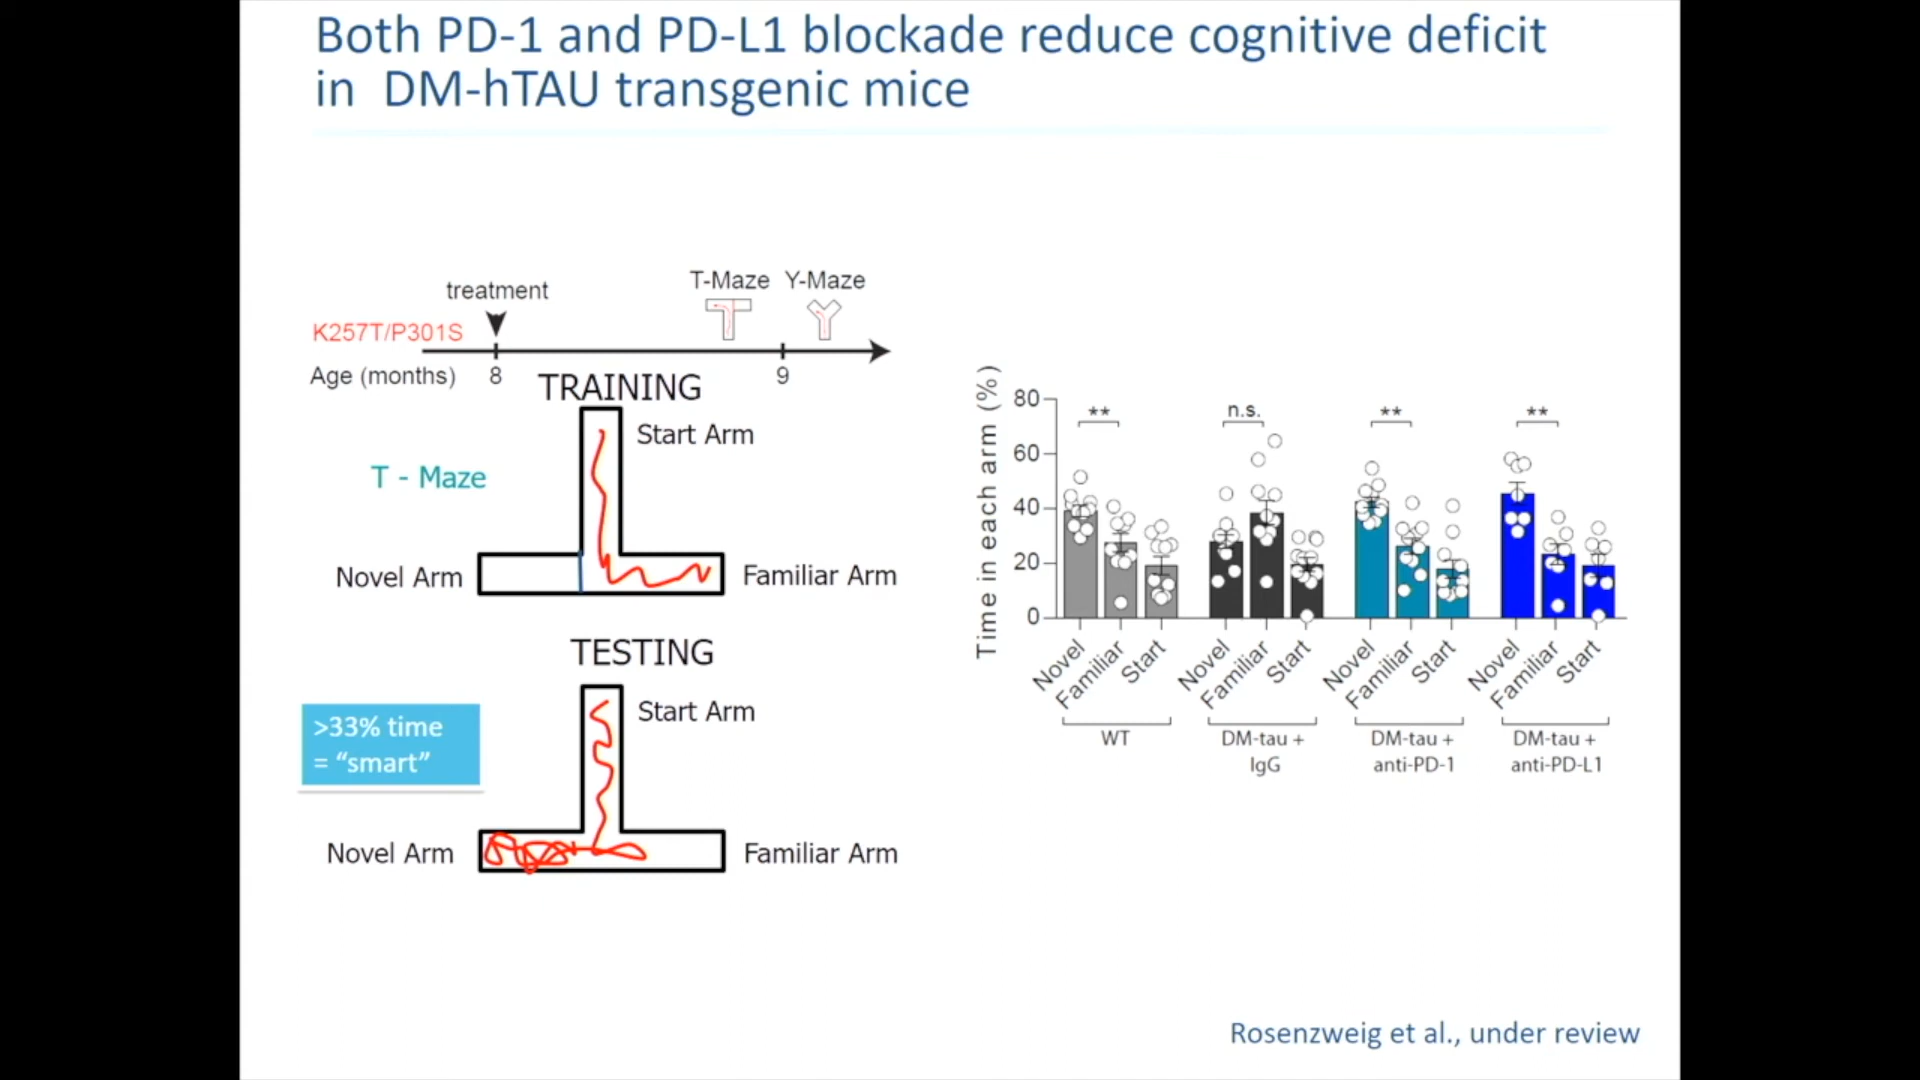 Both PD-1 and PD-L1 blockade reduce cognitive deficit
in DM-hTAU transgenic mice
treatment
T-Maze Y-Maze
K257T/P301S
Age (months) 8 9
TRAINING
Start Arm
T - Maze
Novel Arm
Familiar Arm
TESTING
Start Arm
>33% time
= “smart”
Novel Arm
Familiar Arm
Time in each arm (%)
80
60
40
20
0
** n.s. ** **
Novel Familiar Start Novel Familiar Start Novel Familiar Start Novel Familiar Start
WT
DM-tau +
IgG
DM-tau +
anti-PD-1
DM-tau +
anti-PD-L1
Rosenzweig et al., under review